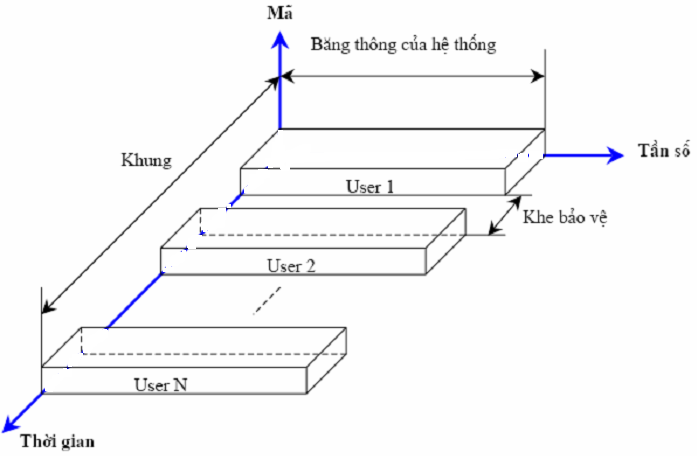 Mã
Băng thông của hệ thống
Tần số
Khung
User 1
Khe bảo vệ
User 2
User N
Thời gian